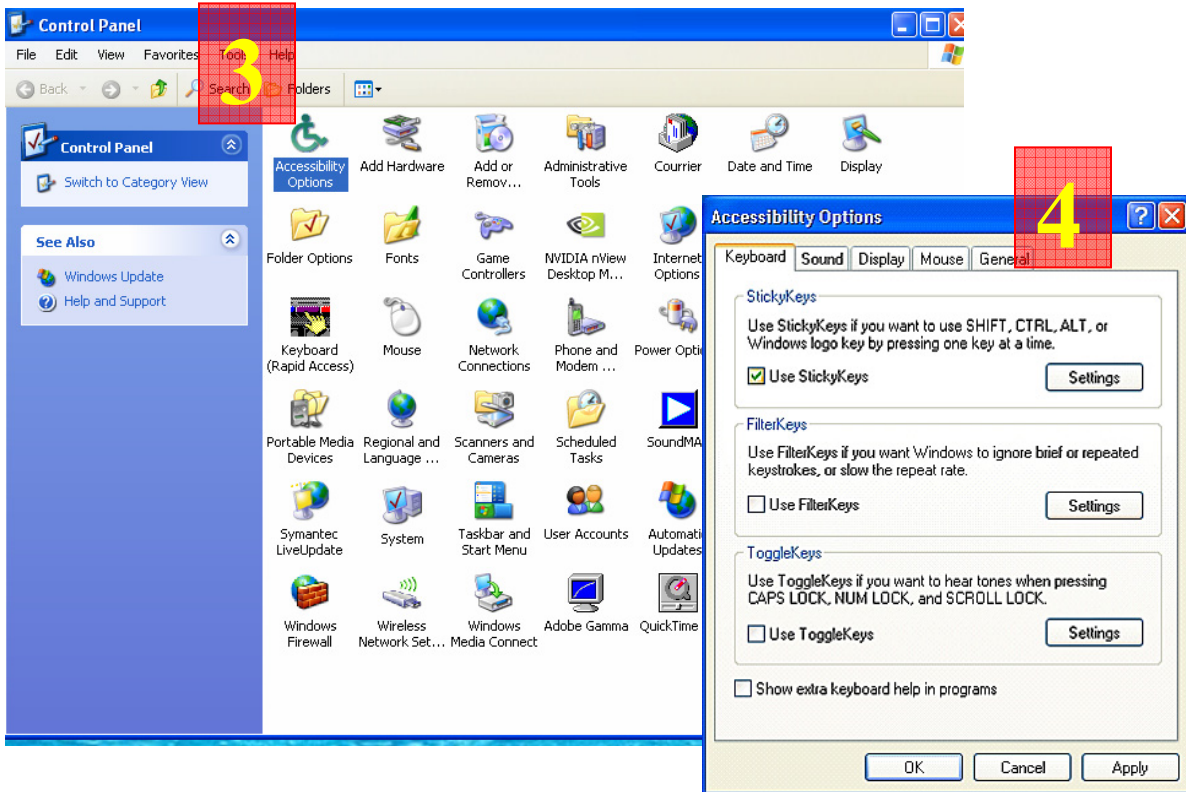 Control Panel
3
File Edit View Favorites Tools Help
Back Search Folders
Control Panel
Switch to Category View
See Also
Windows Update
Help and Support
Accessibility Options
Add Hardware
Add or Remov...
Administrative Tools
Courrier
Date and Time
Display
Folder Options
Fonts
Game Controllers
NVIDIA nView Desktop M...
Internet Options
Keyboard (Rapid Access)
Mouse
Network Connections
Phone and Modem ...
Power Optio
Portable Media Devices
Regional and Language ...
Scanners and Cameras
Scheduled Tasks
SoundMA
Symantec LiveUpdate
System
Taskbar and Start Menu
User Accounts
Automati Updates
Windows Firewall
Wireless Network Set...
Windows Media Connect
Adobe Gamma
QuickTime
4
Accessibility Options
Keyboard Sound Display Mouse General
StickyKeys
Use StickyKeys if you want to use SHIFT, CTRL, ALT, or
Windows logo key by pressing one key at a time.
Use StickyKeys Settings
FilterKeys
Use FilterKeys if you want Windows to ignore brief or repeated
keystrokes, or slow the repeat rate.
Use FilterKeys Settings
ToggleKeys
Use ToggleKeys if you want to hear tones when pressing
CAPS LOCK, NUM LOCK, and SCROLL LOCK.
Use ToggleKeys Settings
Show extra keyboard help in programs
OK Cancel Apply